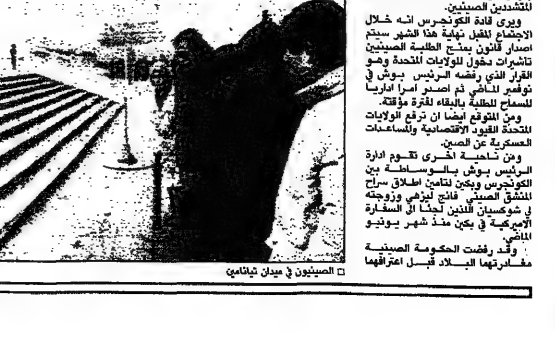 المتشددين الصينيين.
ويرى قادة الكونجرس انه خلال
الاجتماع المقبل نهاية هذا الشهر سيتم
اصدار قانون بمنح الطلبة الصينيين
تاشيرات دخول للولايات المتحدة وهو
القرار الذي رفضه الرئيس بوش في
نوفمبر الماضي ثم اصدر امرا اداريا
للسماح للطلبة بالبقاء لفترة مؤقتة.
ومن المتوقع ايضا ان ترفع الولايات
المتحدة القيود الاقتصادية والمساعدات
العسكرية عن الصين.
ومن ناحية اخرى تقوم ادارة
الرئيس بوش بالوساطة بين
الكونجرس وبكين لتامين اطلاق سراح
المنشق الصيني فانج ليزهي وزوجته
لي شوكسيان اللذين لجئا الى السفارة
الاميركية في بكين منذ شهر يونيو
الماضي.
وقد رفضت الحكومة الصينية
مغادرتهما البلاد قبل اعترافهما
□ الصينيون في ميدان تيانامين